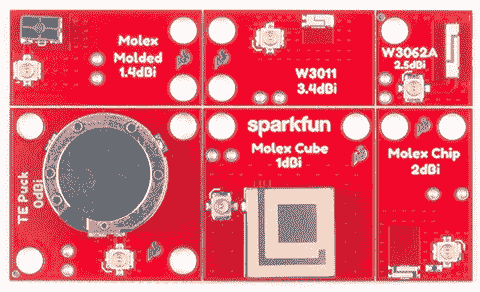 Molex
Molded
1.4dBi
W3011
3.4dBi
W3062A
2.5dBi
TE Puck
0dBi
sparkfun
Molex Cube
1dBi
Molex Chip
2dBi